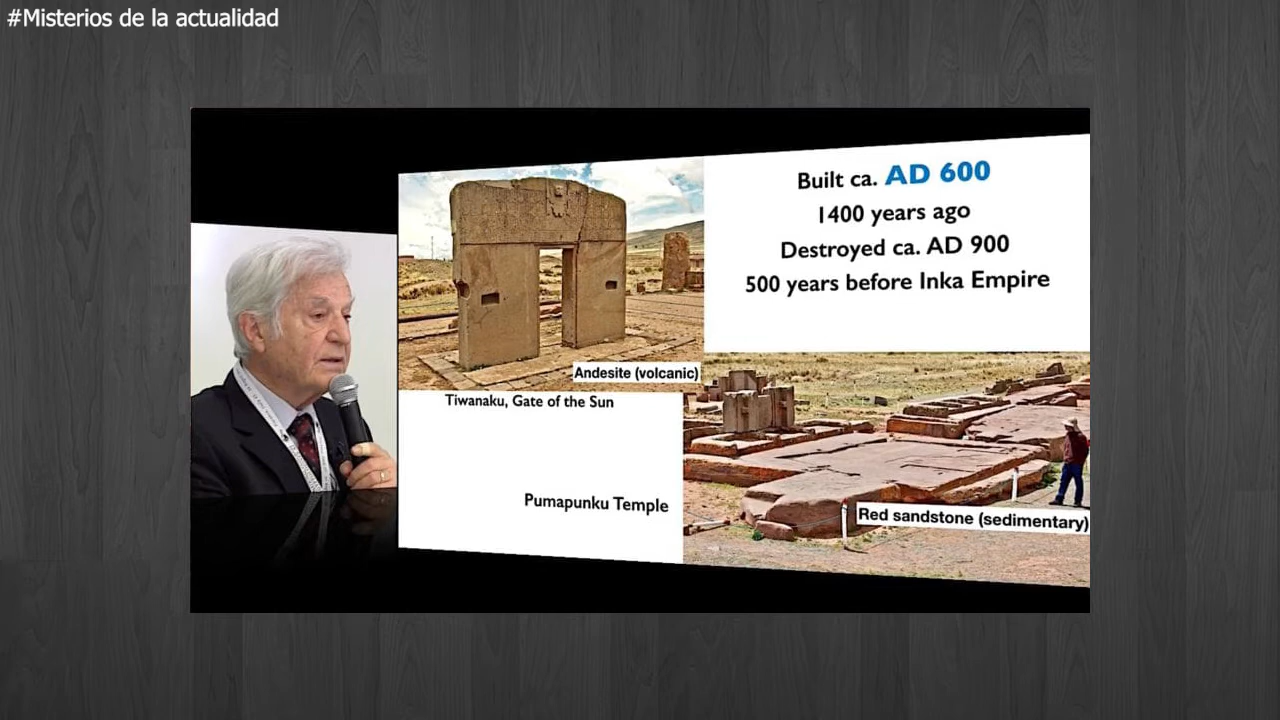 #Misterios de la actualidad
Built ca. AD 600
1400 years ago
Destroyed ca. AD 900
500 years before Inka Empire
Andesite (volcanic)
Tiwanaku, Gate of the Sun
Pumapunku Temple
Red sandstone (sedimentary)